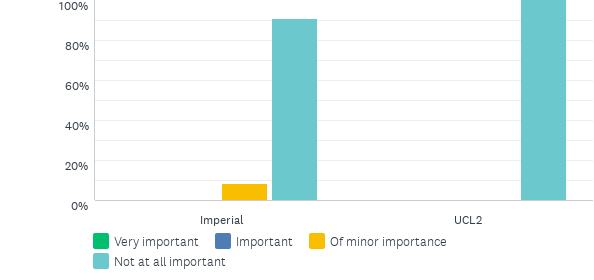 100%
80%
60%
40%
20%
0%
Imperial UCL2
Very important Important Of minor importance
Not at all important